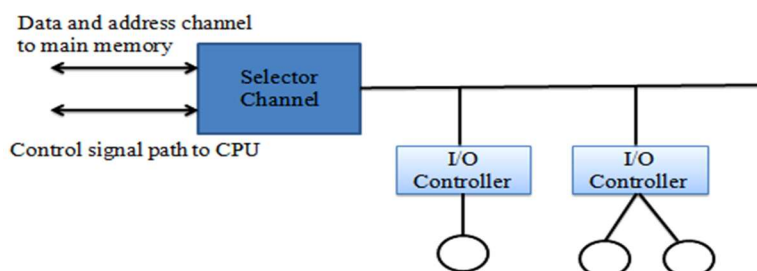 Data and address channel
to main memory
Selector
Channel
Control signal path to CPU
I/O
Controller
I/O
Controller